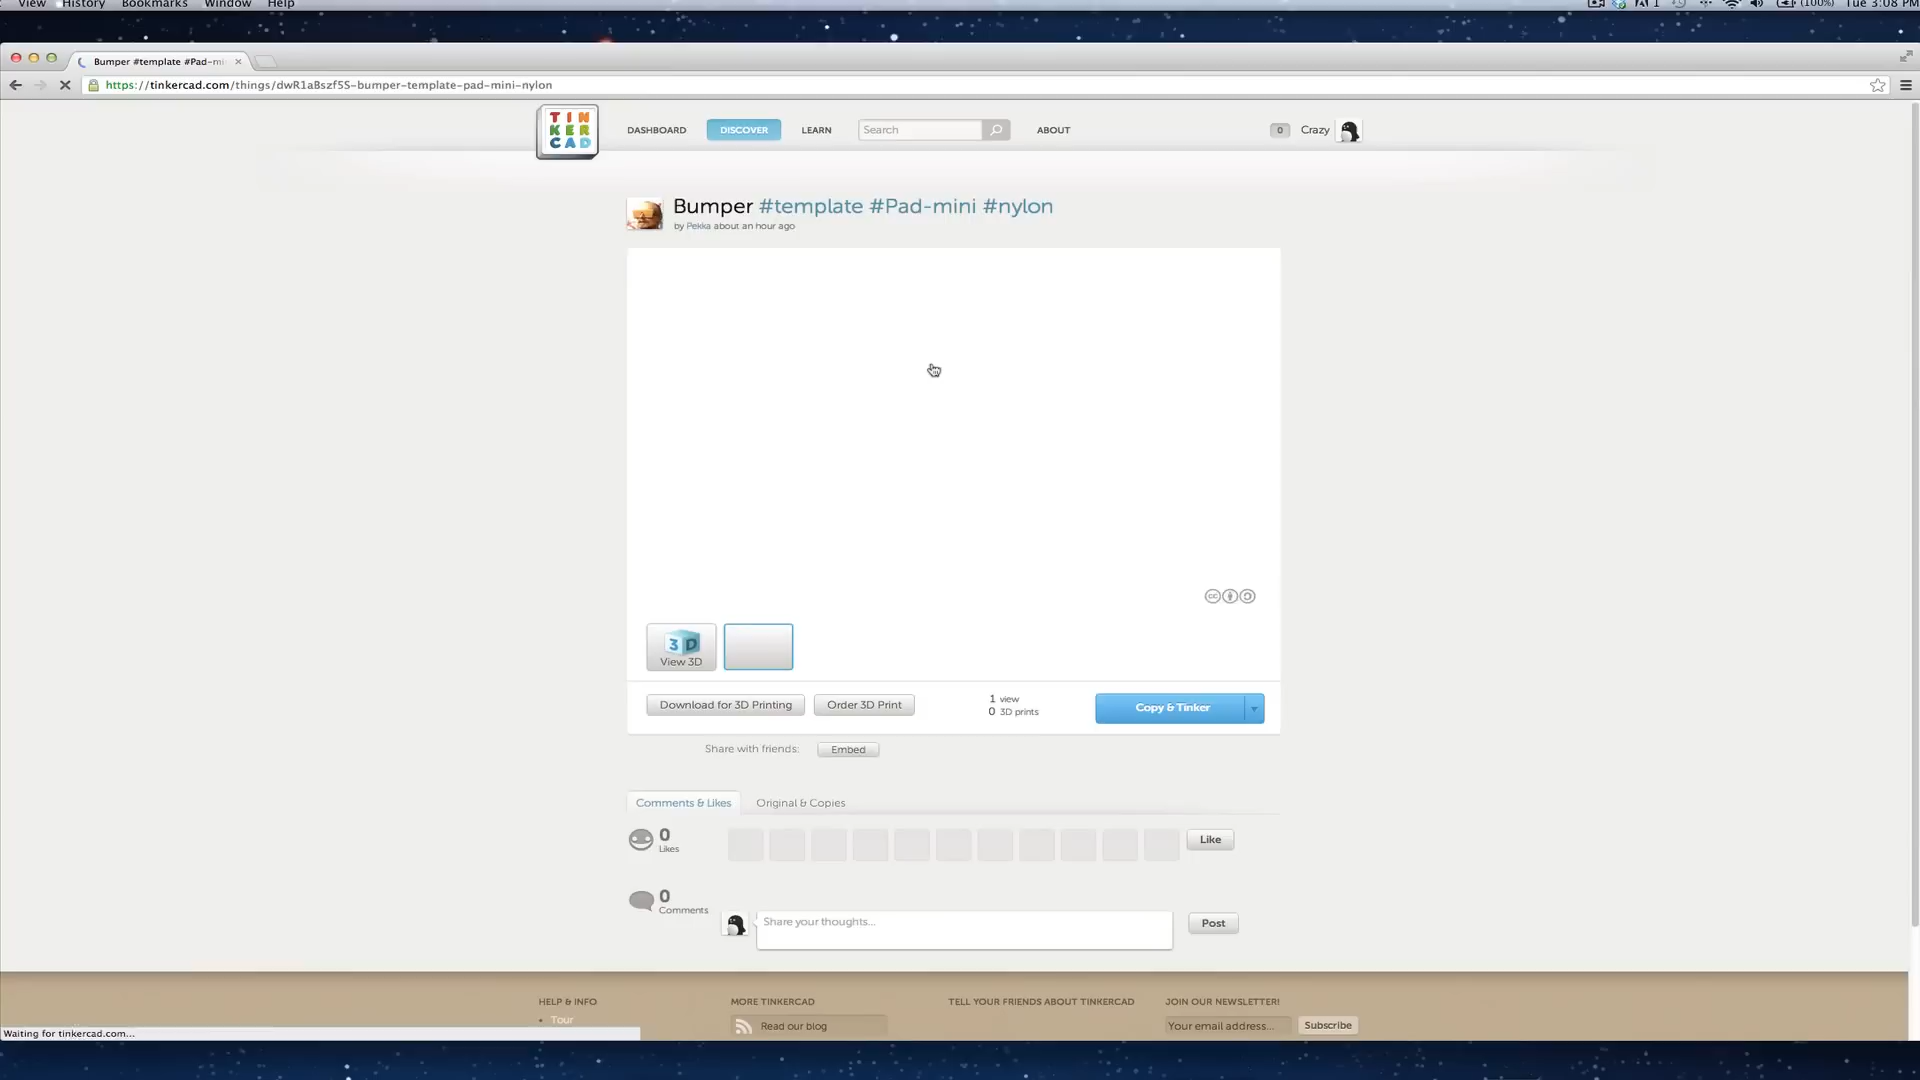 View History Bookmarks Window Help
1 (100%) Tue 3:08 PM
Bumper #template #Pad-mi
https://tinkercad.com/things/dwR1aBszf5S-bumper-template-pad-mini-nylon
TIN
KER
CAD
DASHBOARD DISCOVER LEARN Search ABOUT 0 Crazy
Bumper #template #Pad-mini #nylon
by Pekka about an hour ago
cc
3D
View 3D
Download for 3D Printing Order 3D Print 1 view Copy & Tinker
0 3D prints
Share with friends: Embed
Comments & Likes Original & Copies
0
Likes
Like
0
Comments
Share your thoughts...
Post
HELP & INFO MORE TINKERCAD TELL YOUR FRIENDS ABOUT TINKERCAD JOIN OUR NEWSLETTER!
• Tour Read our blog Your email address... Subscribe
Waiting for tinkercad.com...